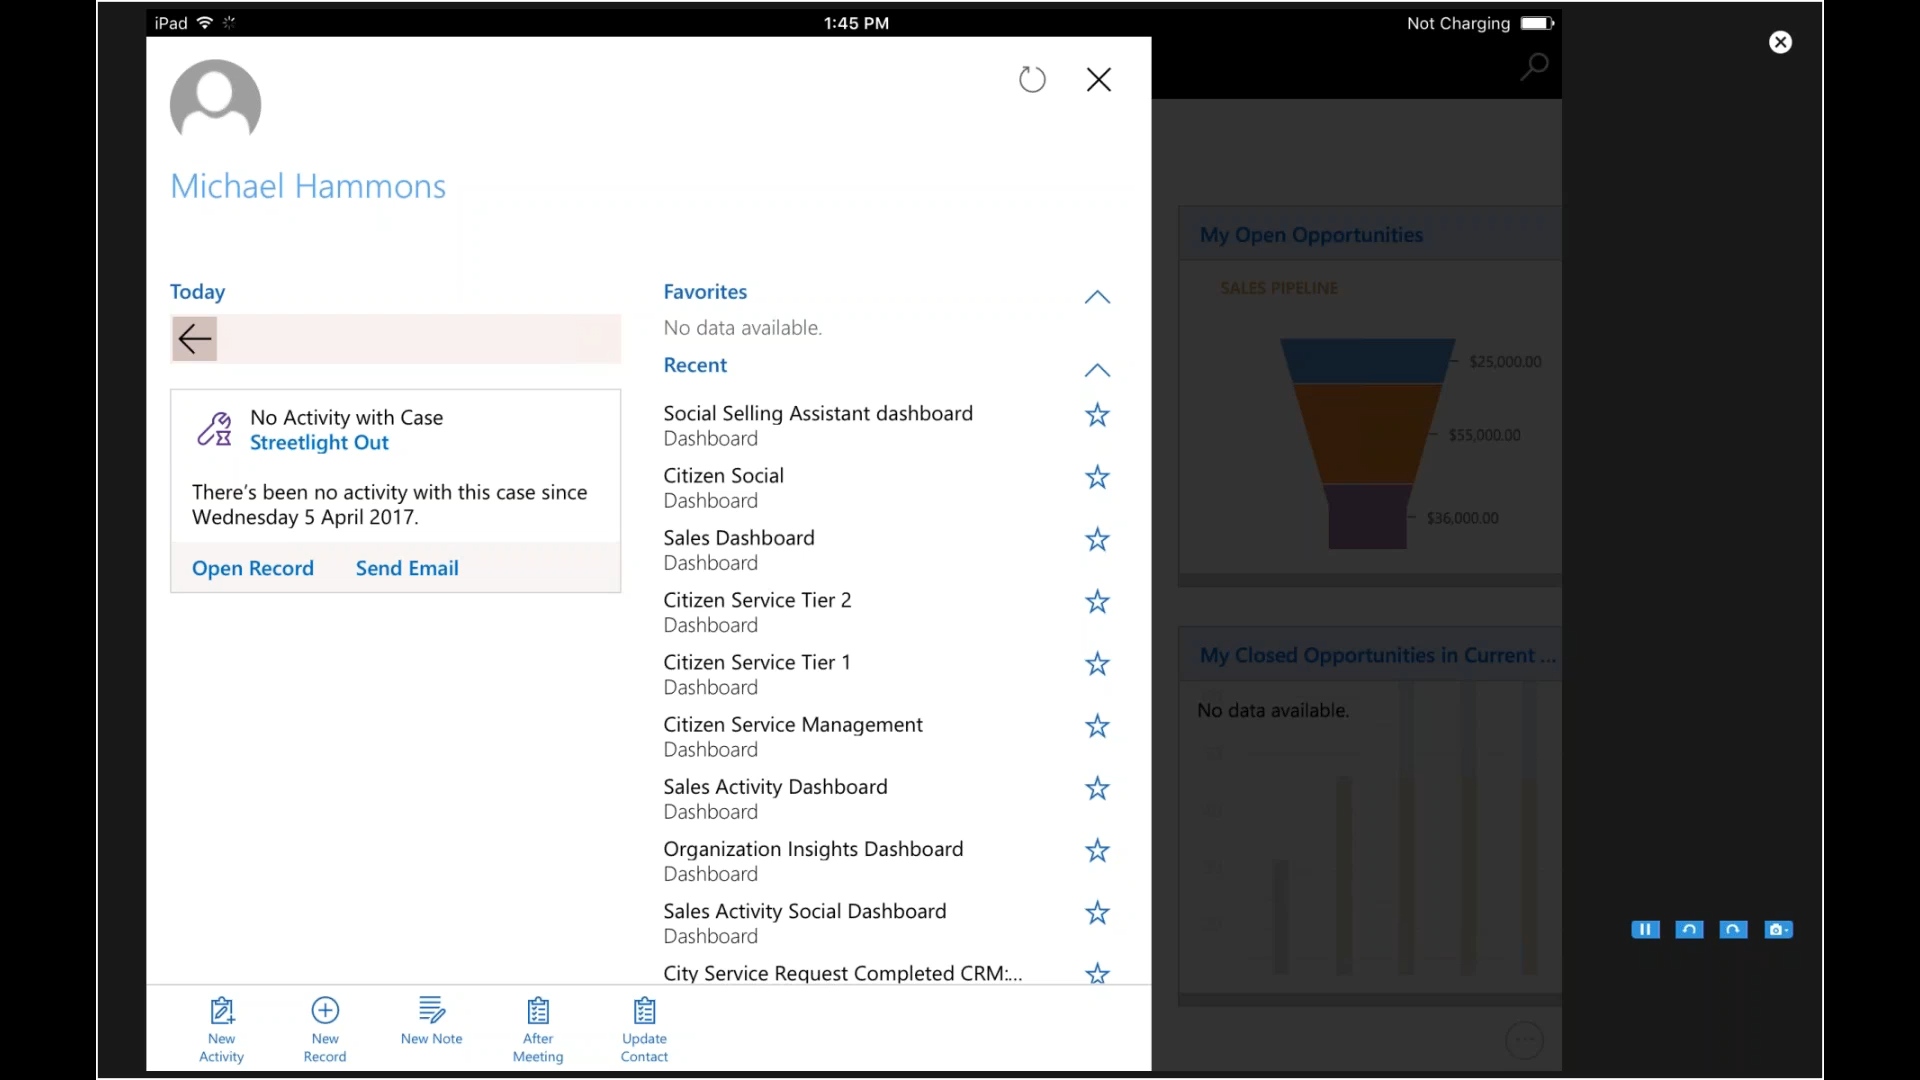 iPad
1:45 PM
Not Charging
Michael Hammons
Today
No Activity with Case
Streetlight Out
There's been no activity with this case since
Wednesday 5 April 2017.
Open Record
Send Email
Favorites
No data available.
Recent
Social Selling Assistant dashboard
Dashboard
Citizen Social
Dashboard
Sales Dashboard
Dashboard
Citizen Service Tier 2
Dashboard
Citizen Service Tier 1
Dashboard
Citizen Service Management
Dashboard
Sales Activity Dashboard
Dashboard
Organization Insights Dashboard
Dashboard
Sales Activity Social Dashboard
Dashboard
City Service Request Completed CRM:...
My Open Opportunities
SALES PIPELINE
$25,000.00
$55,000.00
$36,000.00
My Closed Opportunities in Current ...
No data available.
New
Activity
New
Record
New Note
After
Meeting
Update
Contact